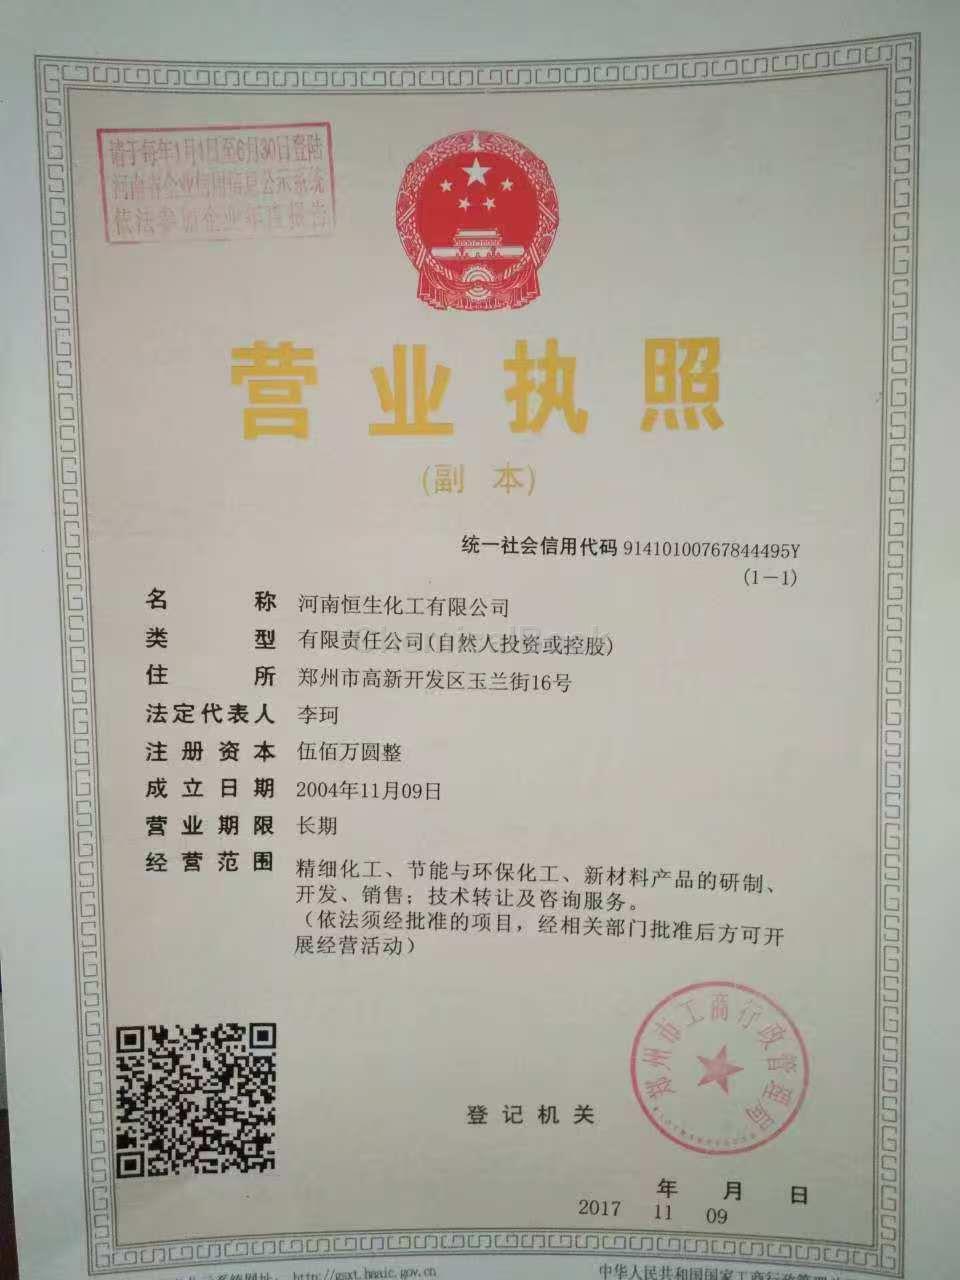 请于每年1月1日至6月30日登陆
河南省企业信用信息公示系统
依法参加企业年度报告
营业执照
(副 本)
统一社会信用代码 91410100767844495Y
(1-1)
名 称 河南恒生化工有限公司
类 型 有限责任公司(自然人投资或控股)
住 所 郑州市高新开发区玉兰街16号
法定代表人 李珂
注册资本 伍佰万圆整
成立日期 2004年11月09日
营业期限 长期
经营范围 精细化工、节能与环保化工、新材料产品的研制、
开发、销售；技术转让及咨询服务。
（依法须经批准的项目，经相关部门批准后方可开
展经营活动）
郑州市工商行政管理局
登记机关
年 月 日
2017 11 09
系统网址： http://gsxt.haaic.gov.cn
中华人民共和国国家工商行政管理